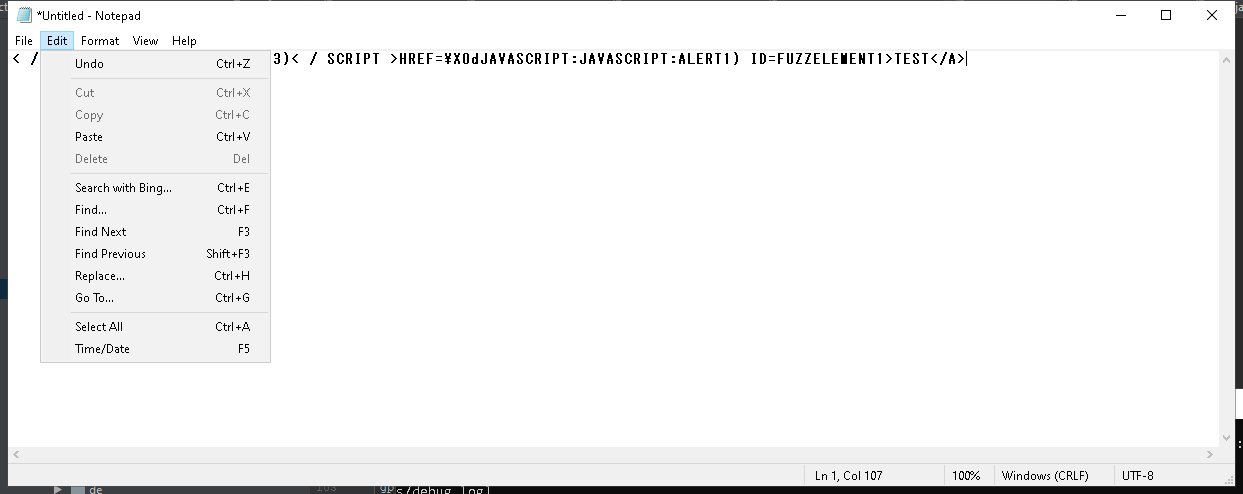 *Untitled - Notepad
File Edit Format View Help
< / 3)< / SCRIPT >HREF=¥X0dJAVASCRIPT:JAVASCRIPT:ALERT1) ID=FUZZELEMENT1>TEST</A>
Undo Ctrl+Z
Cut Ctrl+X
Copy Ctrl+C
Paste Ctrl+V
Delete Del
Search with Bing... Ctrl+E
Find... Ctrl+F
Find Next F3
Find Previous Shift+F3
Replace... Ctrl+H
Go To... Ctrl+G
Select All Ctrl+A
Time/Date F5
Ln 1, Col 107 100% Windows (CRLF) UTF-8